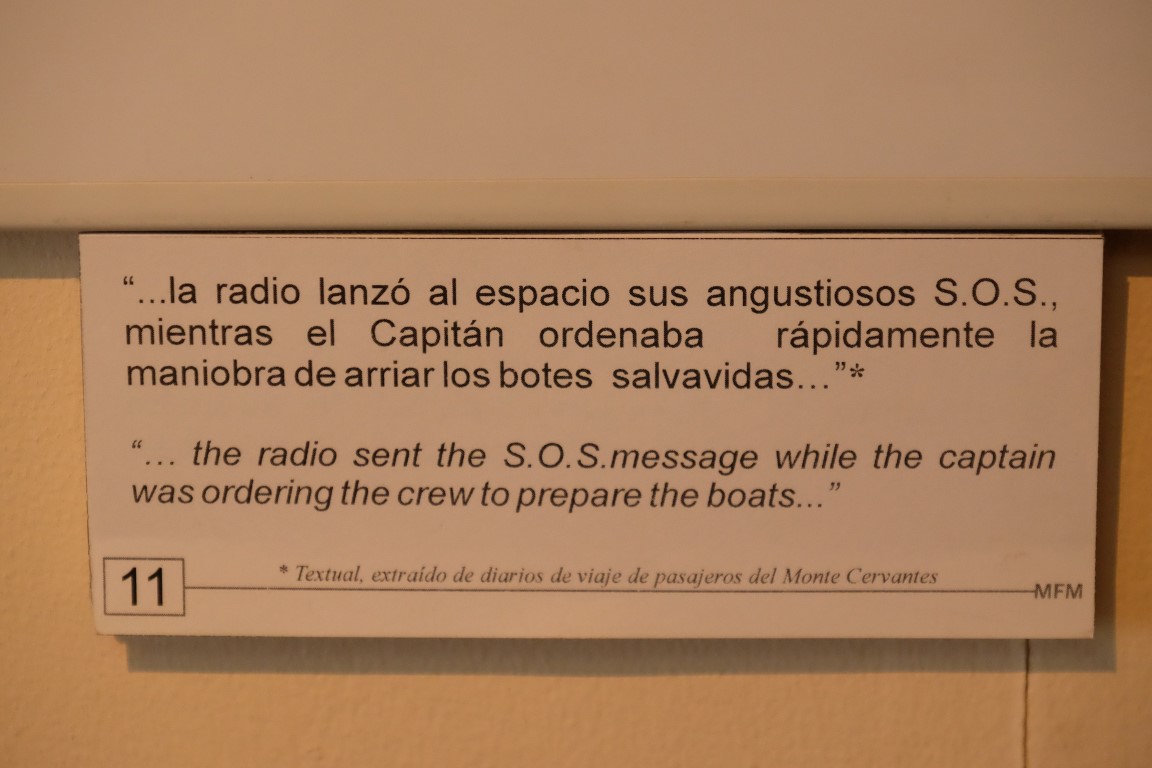 “...la radio lanzó al espacio sus angustiosos S.O.S.,
mientras el Capitán ordenaba rápidamente la
maniobra de arriar los botes salvavidas...”*
“... the radio sent the S.O.S.message while the captain
was ordering the crew to prepare the boats...”
* Textual, extraído de diarios de viaje de pasajeros del Monte Cervantes
11
MFM